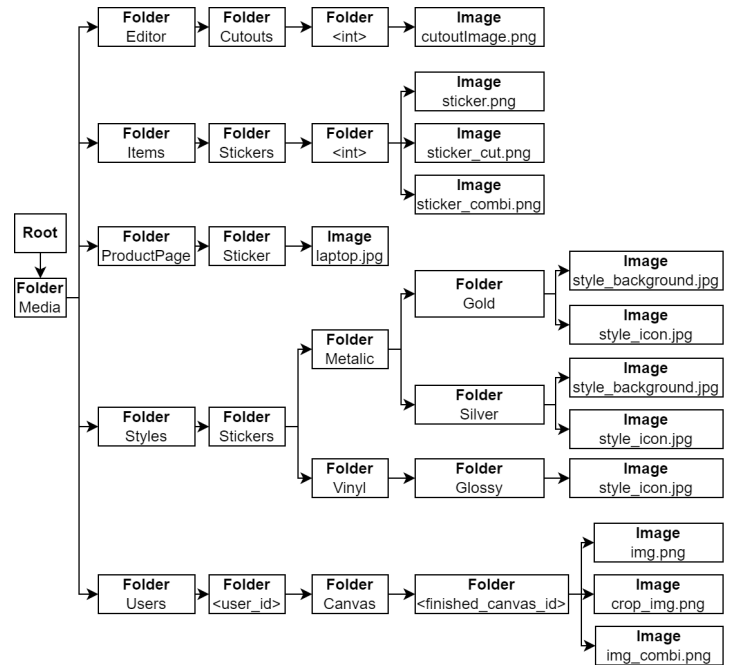 Folder
Editor
Folder
Cutouts
Folder
<int>
Image
cutoutImage.png
Image
sticker.png
Folder
Items
Folder
Stickers
Folder
<int>
Image
sticker_cut.png
Image
sticker_combi.png
Root
Folder
Media
Folder
ProductPage
Folder
Sticker
Image
laptop.jpg
Folder
Styles
Folder
Stickers
Folder
Metalic
Folder
Gold
Image
style_background.jpg
Image
style_icon.jpg
Folder
Silver
Image
style_background.jpg
Image
style_icon.jpg
Folder
Vinyl
Folder
Glossy
Image
style_icon.jpg
Folder
Users
Folder
<user_id>
Folder
Canvas
Folder
<finished_canvas_id>
Image
img.png
Image
crop_img.png
Image
img_combi.png